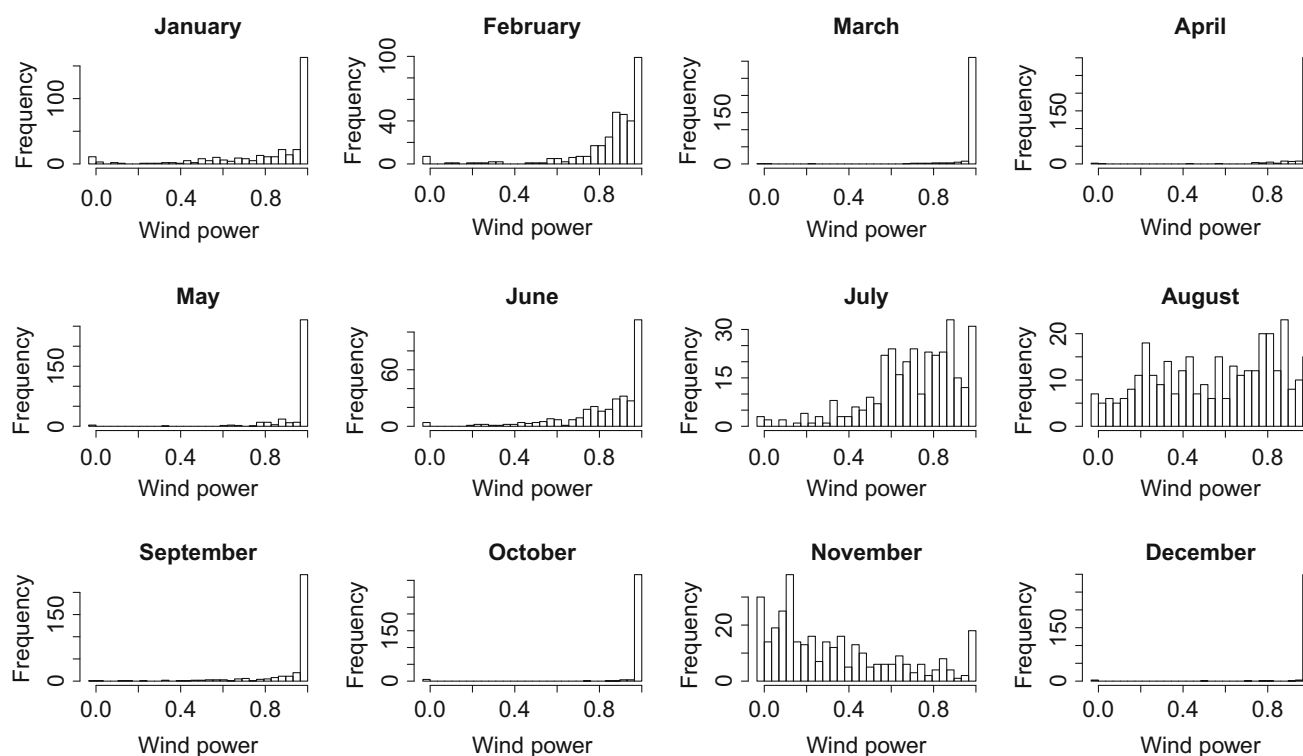 January
February
March
April
Frequency
0
100
0.0 0.4 0.8
Wind power
Frequency
0
40
100
0.0 0.4 0.8
Wind power
Frequency
0
150
0.0 0.4 0.8
Wind power
Frequency
0
150
0.0 0.4 0.8
Wind power
May
June
July
August
Frequency
0
150
0.0 0.4 0.8
Wind power
Frequency
0
60
0.0 0.4 0.8
Wind power
Frequency
0
15
30
0.0 0.4 0.8
Wind power
Frequency
0
5
10
20
0.0 0.4 0.8
Wind power
September
October
November
December
Frequency
0
150
0.0 0.4 0.8
Wind power
Frequency
0
150
0.0 0.4 0.8
Wind power
Frequency
0
20
0.0 0.4 0.8
Wind power
Frequency
0
150
0.0 0.4 0.8
Wind power